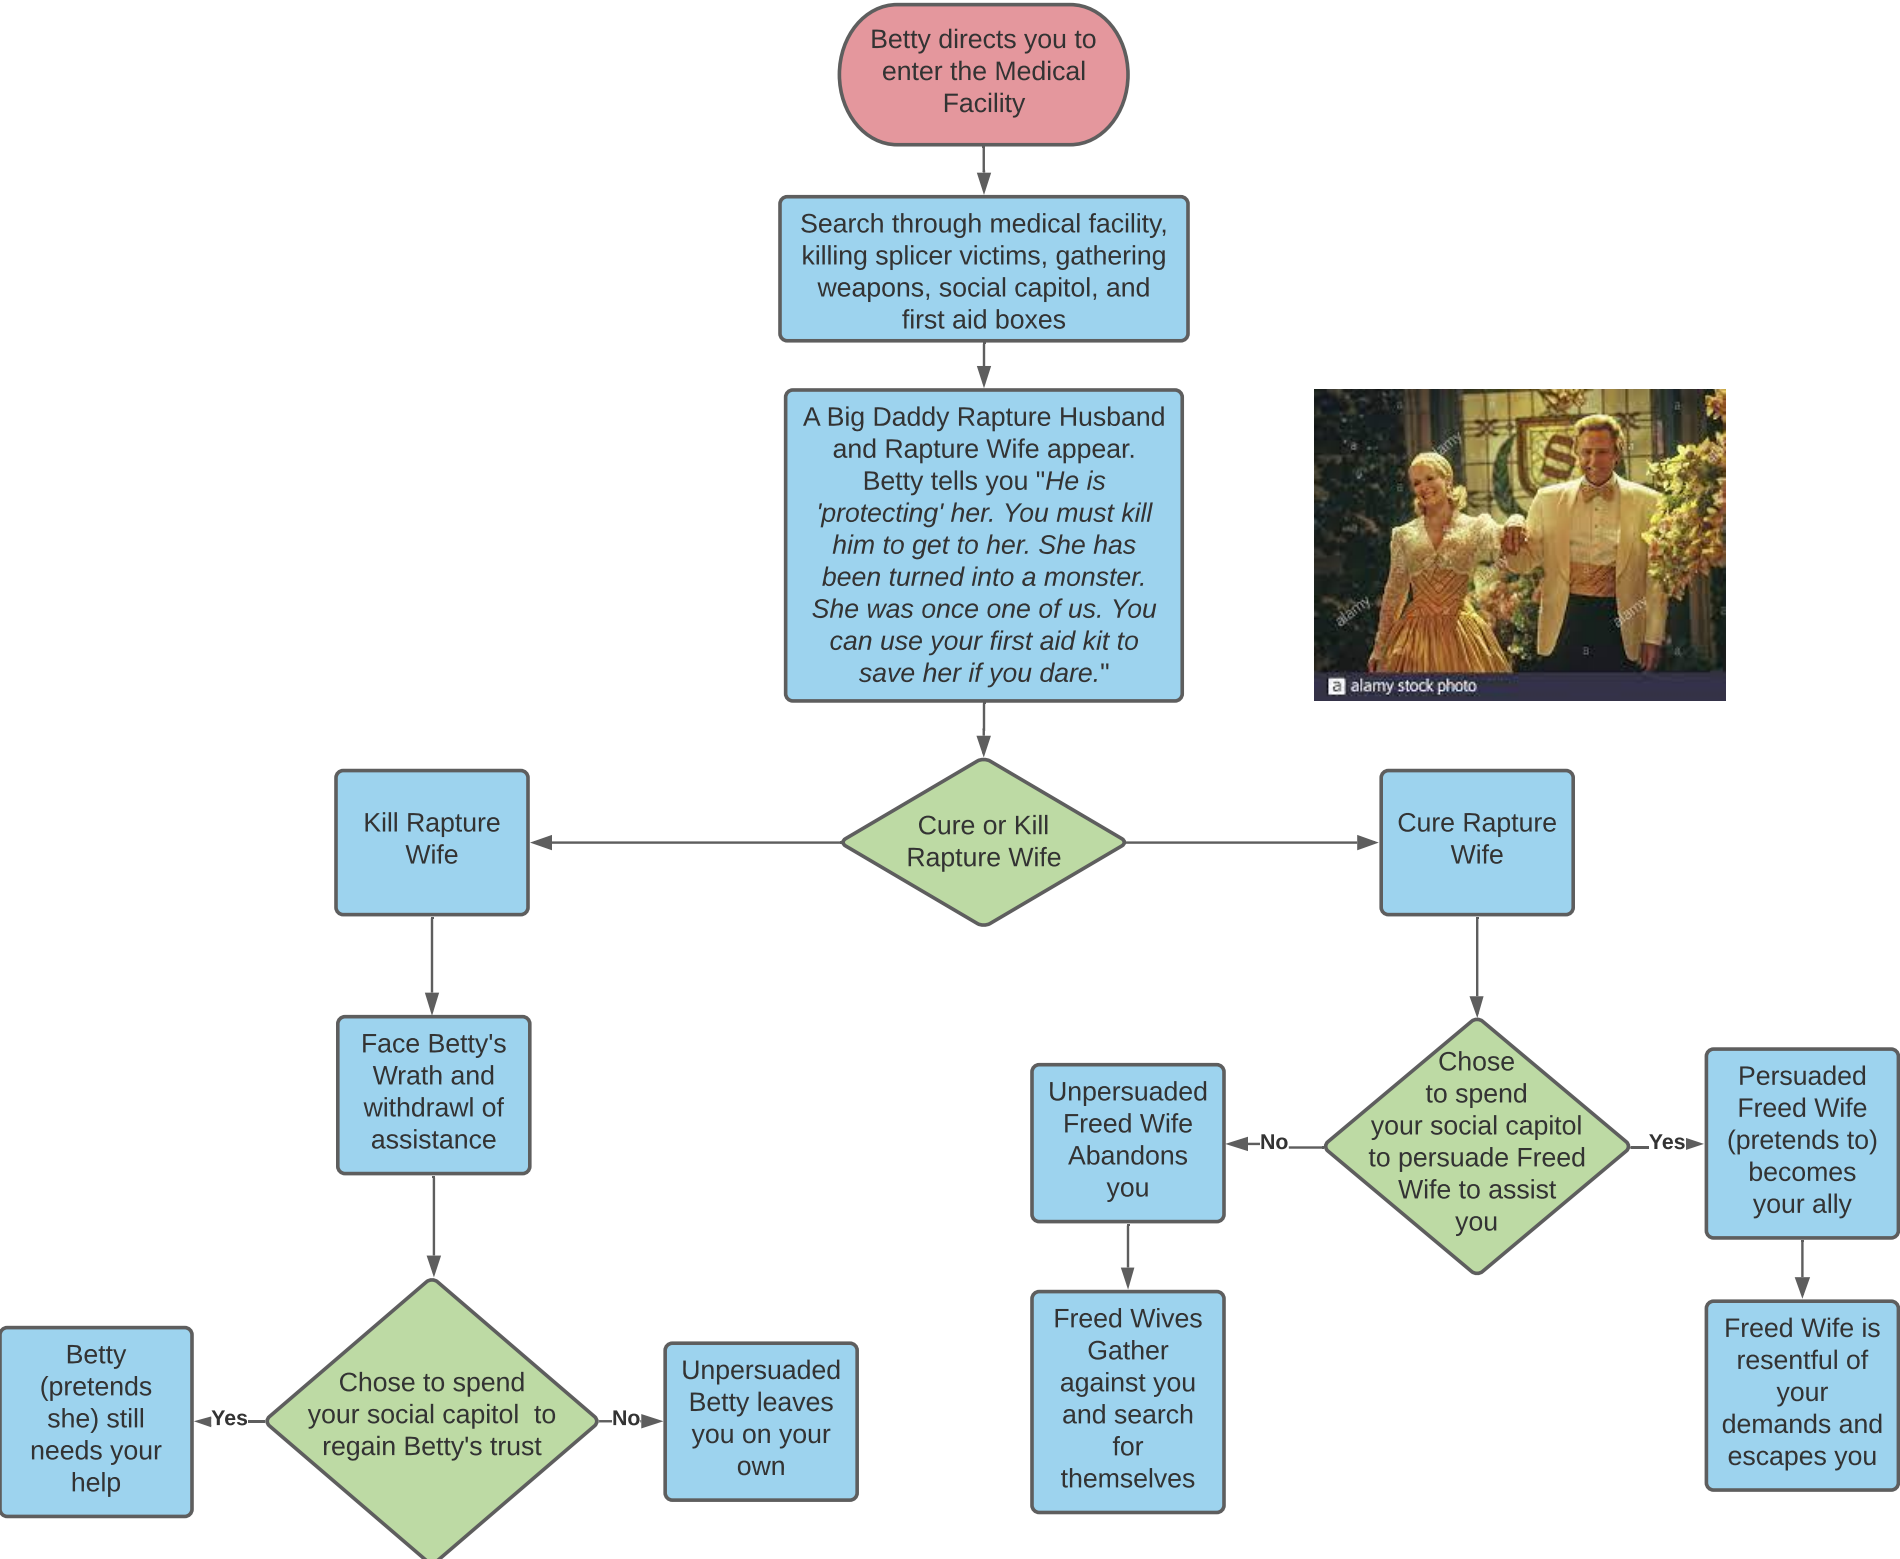 Betty directs you to
enter the Medical
Facility
Search through medical facility,
killing splicer victims, gathering
weapons, social capitol, and
first aid boxes
A Big Daddy Rapture Husband
and Rapture Wife appear.
Betty tells you "He is
'protecting' her. You must kill
him to get to her. She has
been turned into a monster.
She was once one of us. You
can use your first aid kit to
save her if you dare."
S
alamy
alamy
alamy
alamy
a alamy stock photo
Cure or Kill
Rapture Wife
Kill Rapture
Wife
Cure Rapture
Wife
Face Betty's
Wrath and
withdrawl of
assistance
Chose to spend
your social capitol  to
regain Betty's trust
Yes
Betty
(pretends
she) still
needs your
help
No
Unpersuaded
Betty leaves
you on your
own
Chose
to spend
your social capitol
to persuade Freed
Wife to assist
you
No
Unpersuaded
Freed Wife
Abandons
you
Freed Wives
Gather
against you
and search
for
themselves
Yes
Persuaded
Freed Wife
(pretends to)
becomes
your ally
Freed Wife is
resentful of
your
demands and
escapes you